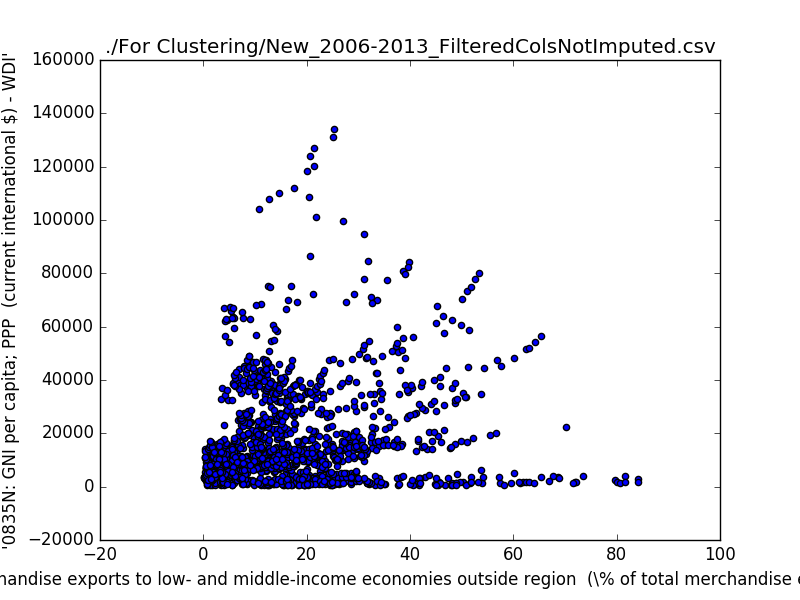 ./For Clustering/New_2006-2013_FilteredColsNotImputed.csv
160000
140000
120000
100000
80000
60000
40000
20000
0
−20000
'0835N: GNI per capita; PPP (current international $) - WDI'
−20 0 20 40 60 80 100
exports to low- and middle-income economies outside region (\% of total merchandise